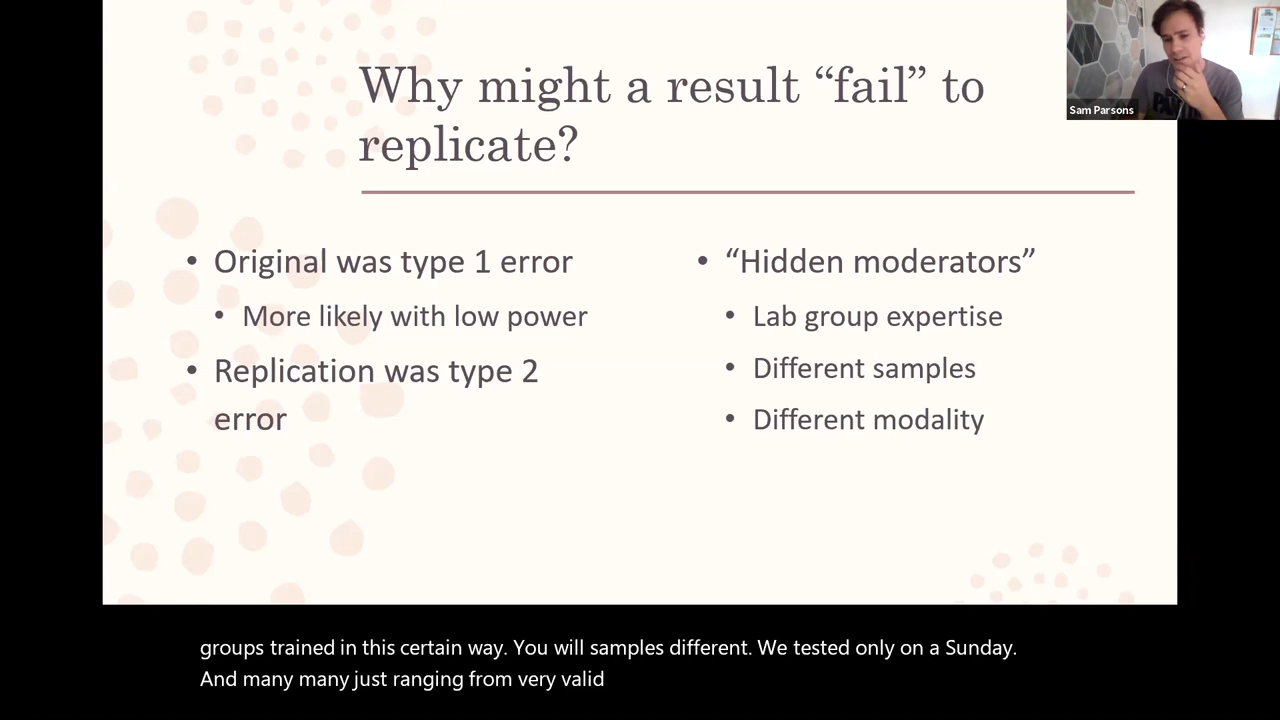 Why might a result “fail” to
replicate?
Sam Parsons
• Original was type 1 error
• More likely with low power
• Replication was type 2
error
• “Hidden moderators”
• Lab group expertise
• Different samples
• Different modality
groups trained in this certain way. You will samples different. We tested only on a Sunday.
And many many just ranging from very valid